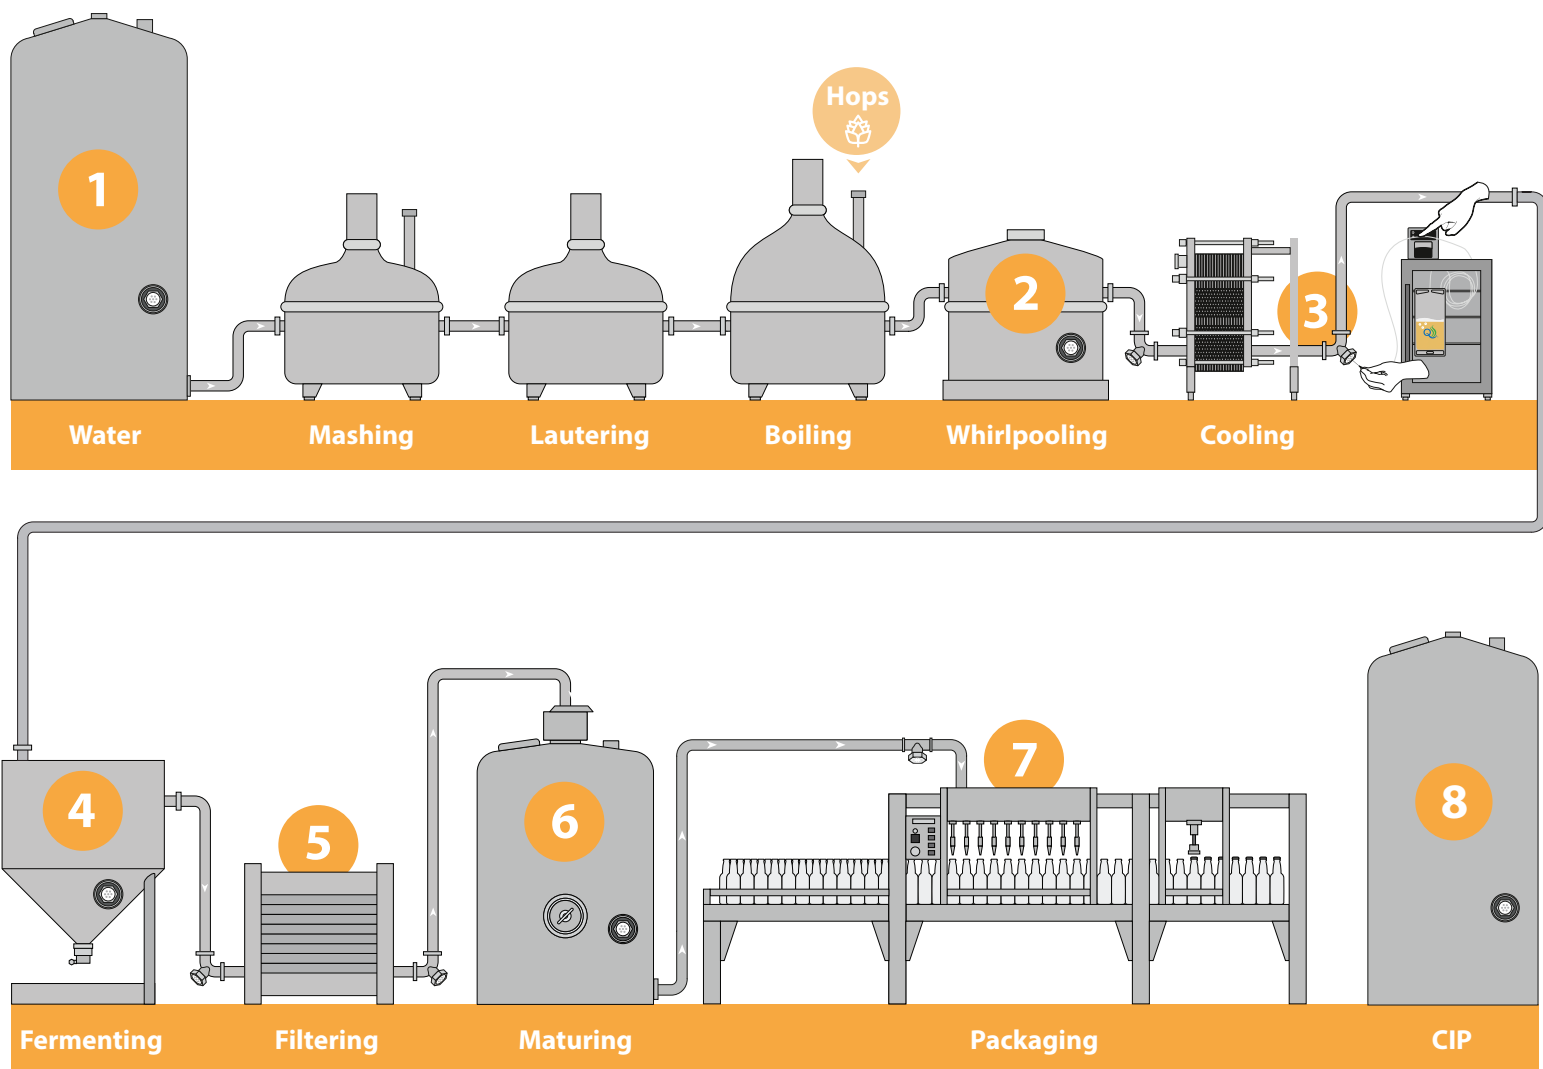 Hops
1
2
3
Water
Mashing
Lautering
Boiling
Whirlpooling
Cooling
4
5
6
7
8
Fermenting
Filtering
Maturing
Packaging
CIP